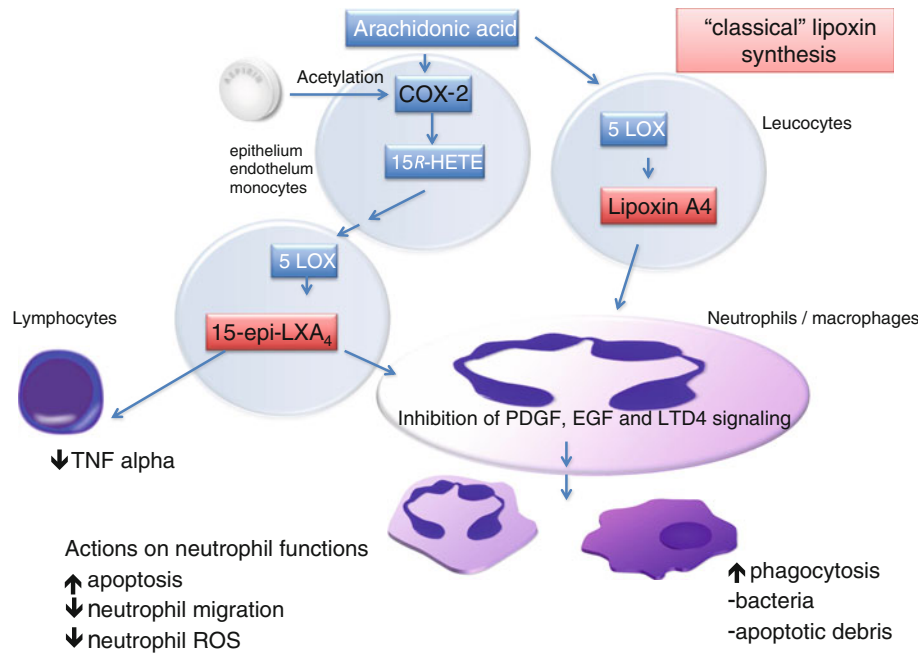 Arachidonic acid
“classical” lipoxin
synthesis
ASPIRIN
Acetylation
COX-2
5 LOX
Leucocytes
epithelium
endothelum
monocytes
15R-HETE
Lipoxin A4
5 LOX
Lymphocytes
15-epi-LXA₄
Neutrophils / macrophages
Inhibition of PDGF, EGF and LTD4 signaling
↓ TNF alpha
Actions on neutrophil functions
↑ apoptosis
↓ neutrophil migration
↓ neutrophil ROS
↑ phagocytosis
-bacteria
-apoptotic debris